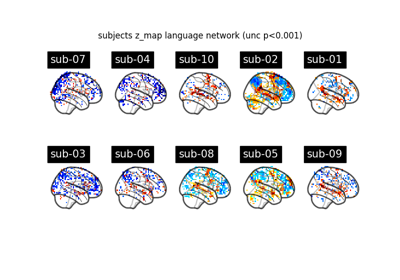 subjects z_map language network (unc p<0.001)
sub-07 sub-04 sub-10 sub-02 sub-01
sub-03 sub-06 sub-08 sub-05 sub-09